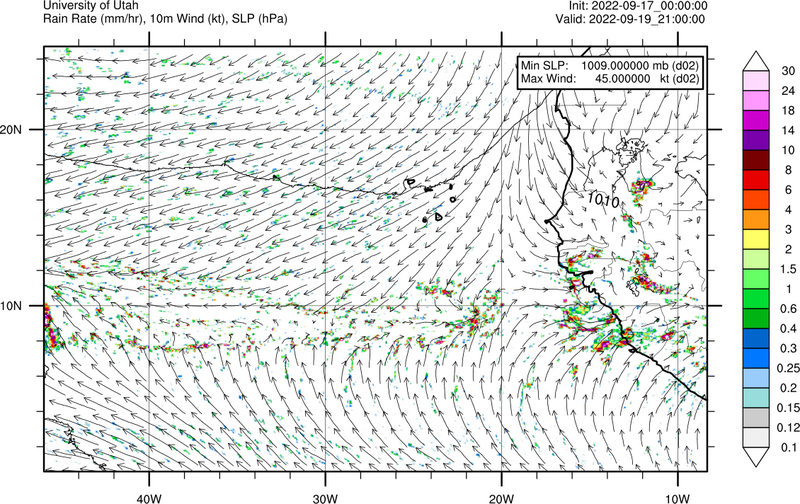 University of Utah
Init: 2022-09-17_00:00:00
Rain Rate (mm/hr), 10m Wind (kt), SLP (hPa)
Valid: 2022-09-19_21:00:00
Min SLP: 1009.000000 mb (d02)
Max Wind: 45.000000 kt (d02)
20N
10N
1010
40W
30W
20W
10W
30
24
18
14
10
8
6
4
3
2
1.5
1
0.6
0.4
0.3
0.25
0.2
0.15
0.12
0.1